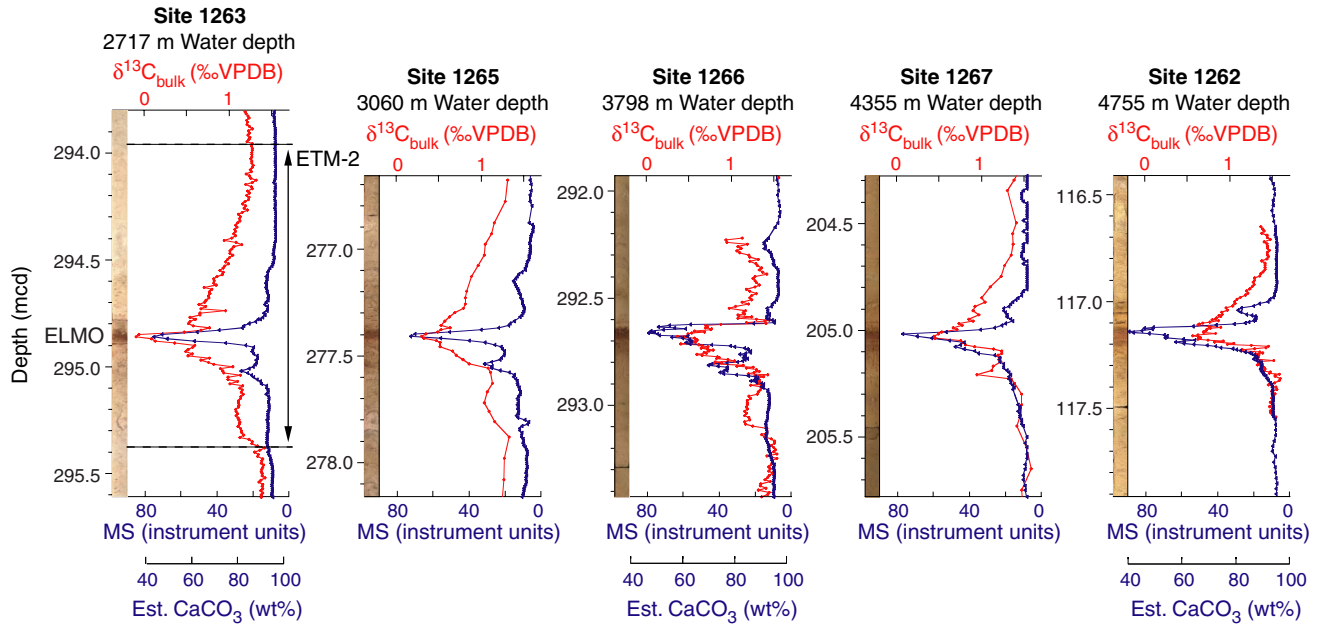 Site 1263
2717 m Water depth
δ13Cbulk (‰VPDB)
0 1
Site 1265
3060 m Water depth
δ13Cbulk (‰VPDB)
0 1
Site 1266
3798 m Water depth
δ13Cbulk (‰VPDB)
0 1
Site 1267
4355 m Water depth
δ13Cbulk (‰VPDB)
0 1
Site 1262
4755 m Water depth
δ13Cbulk (‰VPDB)
0 1
Depth (mcd)
294.0
294.5
ELMO
295.0
295.5
ETM-2
277.0
277.5
278.0
292.0
292.5
293.0
204.5
205.0
205.5
116.5
117.0
117.5
80 40 0
MS (instrument units)
40 60 80 100
Est. CaCO3 (wt%)
80 40 0
MS (instrument units)
80 40 0
MS (instrument units)
40 60 80 100
Est. CaCO3 (wt%)
80 40 0
MS (instrument units)
80 40 0
MS (instrument units)
40 60 80 100
Est. CaCO3 (wt%)